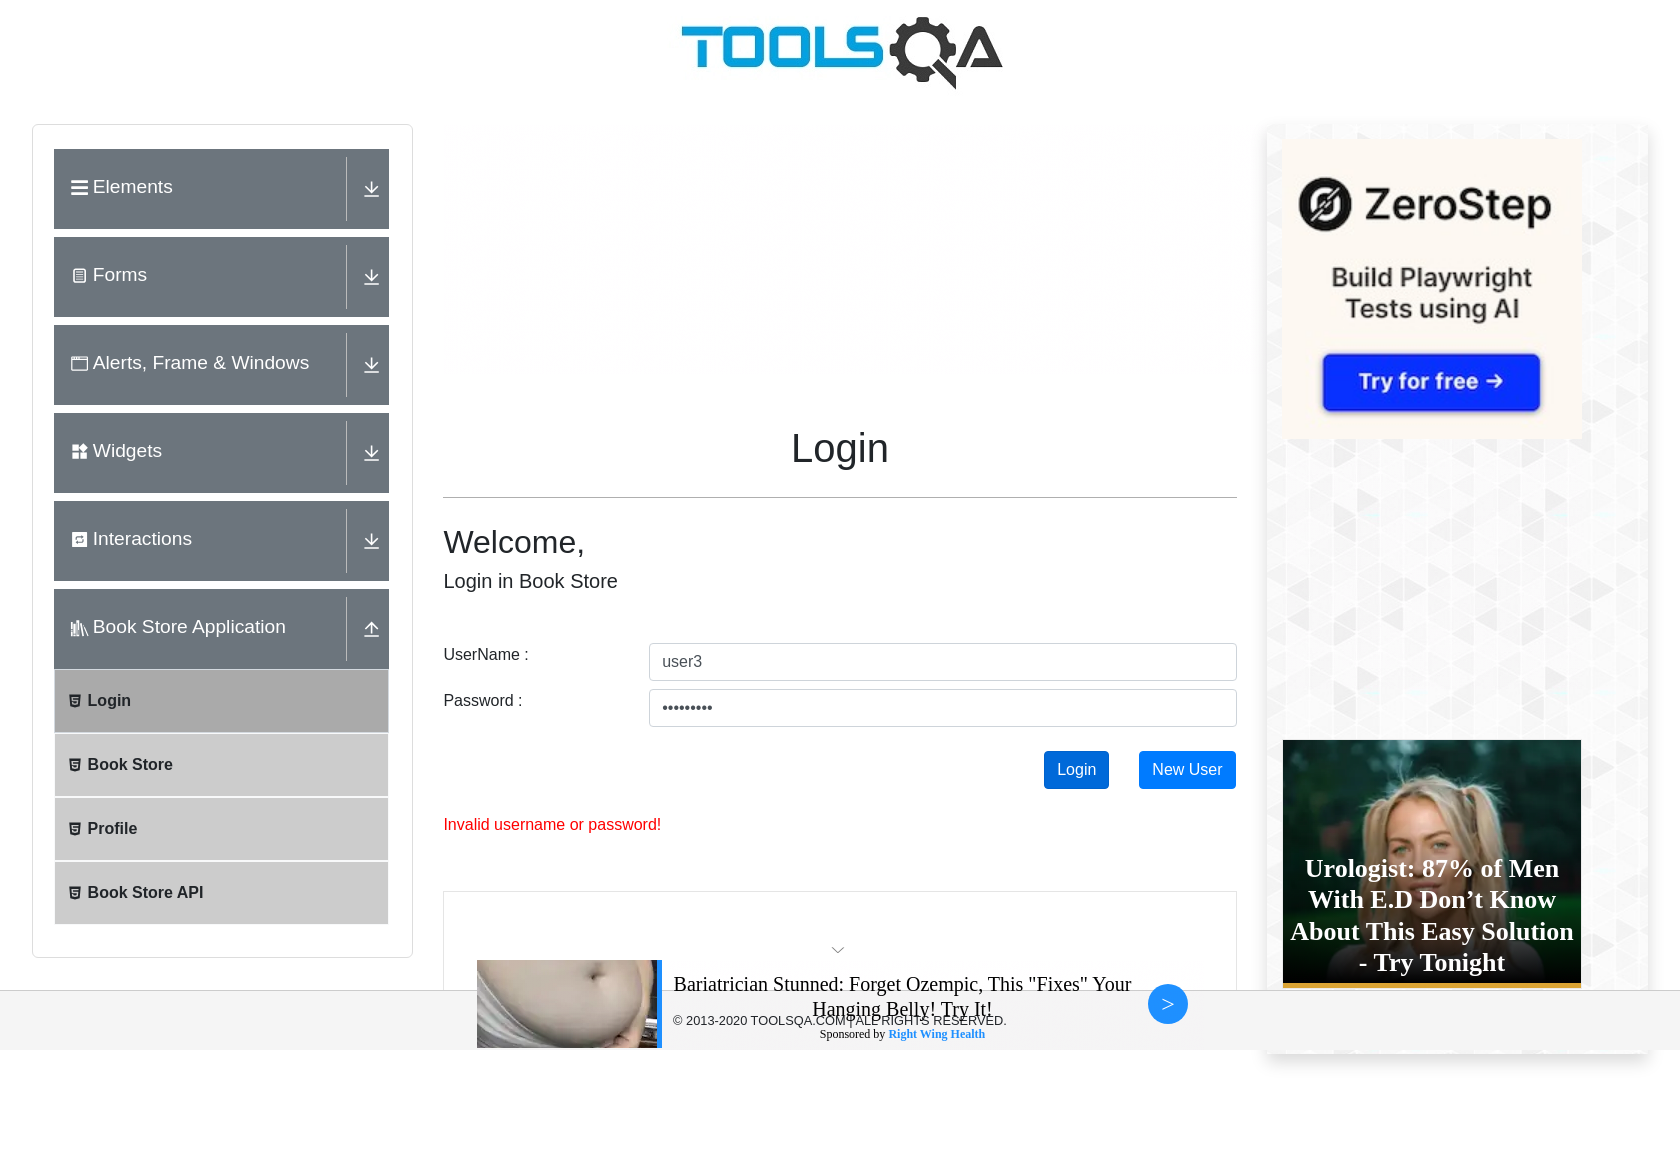 TOOLSQA
Elements
Forms
Alerts, Frame & Windows
Widgets
Interactions
Book Store Application
Login
Book Store
Profile
Book Store API
Login
Welcome,
Login in Book Store
UserName :
user3
Password :
•••••••••
Login
New User
Invalid username or password!
ZeroStep
Build Playwright
Tests using AI
Try for free →
Urologist: 87% of Men
With E.D Don’t Know
About This Easy Solution
- Try Tonight
Bariatrician Stunned: Forget Ozempic, This "Fixes" Your
Hanging Belly! Try It!
>
© 2013-2020 TOOLSQA.COM | ALL RIGHTS RESERVED.
Sponsored by Right Wing Health